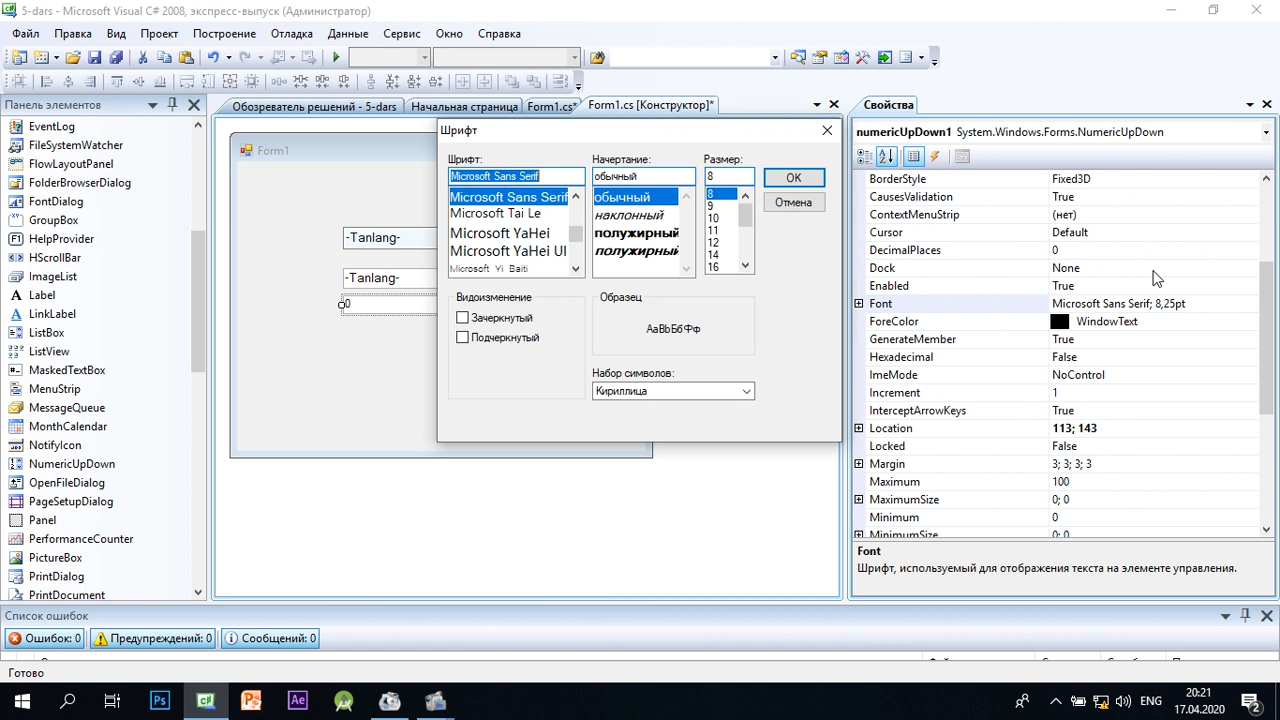 5-dars - Microsoft Visual C# 2008, экспресс-выпуск (Администратор)
Файл Правка Вид Проект Построение Отладка Данные Сервис Окно Справка
Панель элементов
EventLog
FileSystemWatcher
FlowLayoutPanel
FolderBrowserDialog
FontDialog
GroupBox
HelpProvider
HScrollBar
ImageList
Label
LinkLabel
ListBox
ListView
MaskedTextBox
MenuStrip
MessageQueue
MonthCalendar
NotifyIcon
NumericUpDown
OpenFileDialog
PageSetupDialog
Panel
PerformanceCounter
PictureBox
PrintDialog
PrintDocument
Обозреватель решений - 5-dars Начальная страница Form1.cs* Form1.cs [Конструктор]*
Form1
-Tanlang-
-Tanlang-
0
Шрифт
Шрифт: Начертание: Размер:
Microsoft Sans Serif обычный 8
Microsoft Sans Serif
Microsoft Tai Le
Microsoft YaHei
Microsoft YaHei UI
Microsoft Yi Baiti
обычный
наклонный
полужирный
полужирный
8
9
10
11
12
14
16
OK
Отмена
Видоизменение
Зачеркнутый
Подчеркнутый
Образец
АаВbБбФф
Набор символов:
Кириллица
Свойства
numericUpDown1 System.Windows.Forms.NumericUpDown
BorderStyle Fixed3D
CausesValidation True
ContextMenuStrip (нет)
Cursor Default
DecimalPlaces 0
Dock None
Enabled True
Font Microsoft Sans Serif; 8,25pt
ForeColor WindowText
GenerateMember True
Hexadecimal False
ImeMode NoControl
Increment 1
InterceptArrowKeys True
Location 113; 143
Locked False
Margin 3; 3; 3; 3
Maximum 100
MaximumSize 0; 0
Minimum 0
MinimumSize 0; 0
Font
Шрифт, используемый для отображения текста на элементе управления.
Список ошибок
Ошибок: 0 Предупреждений: 0 Сообщений: 0
Готово
ENG
20:21
17.04.2020
2